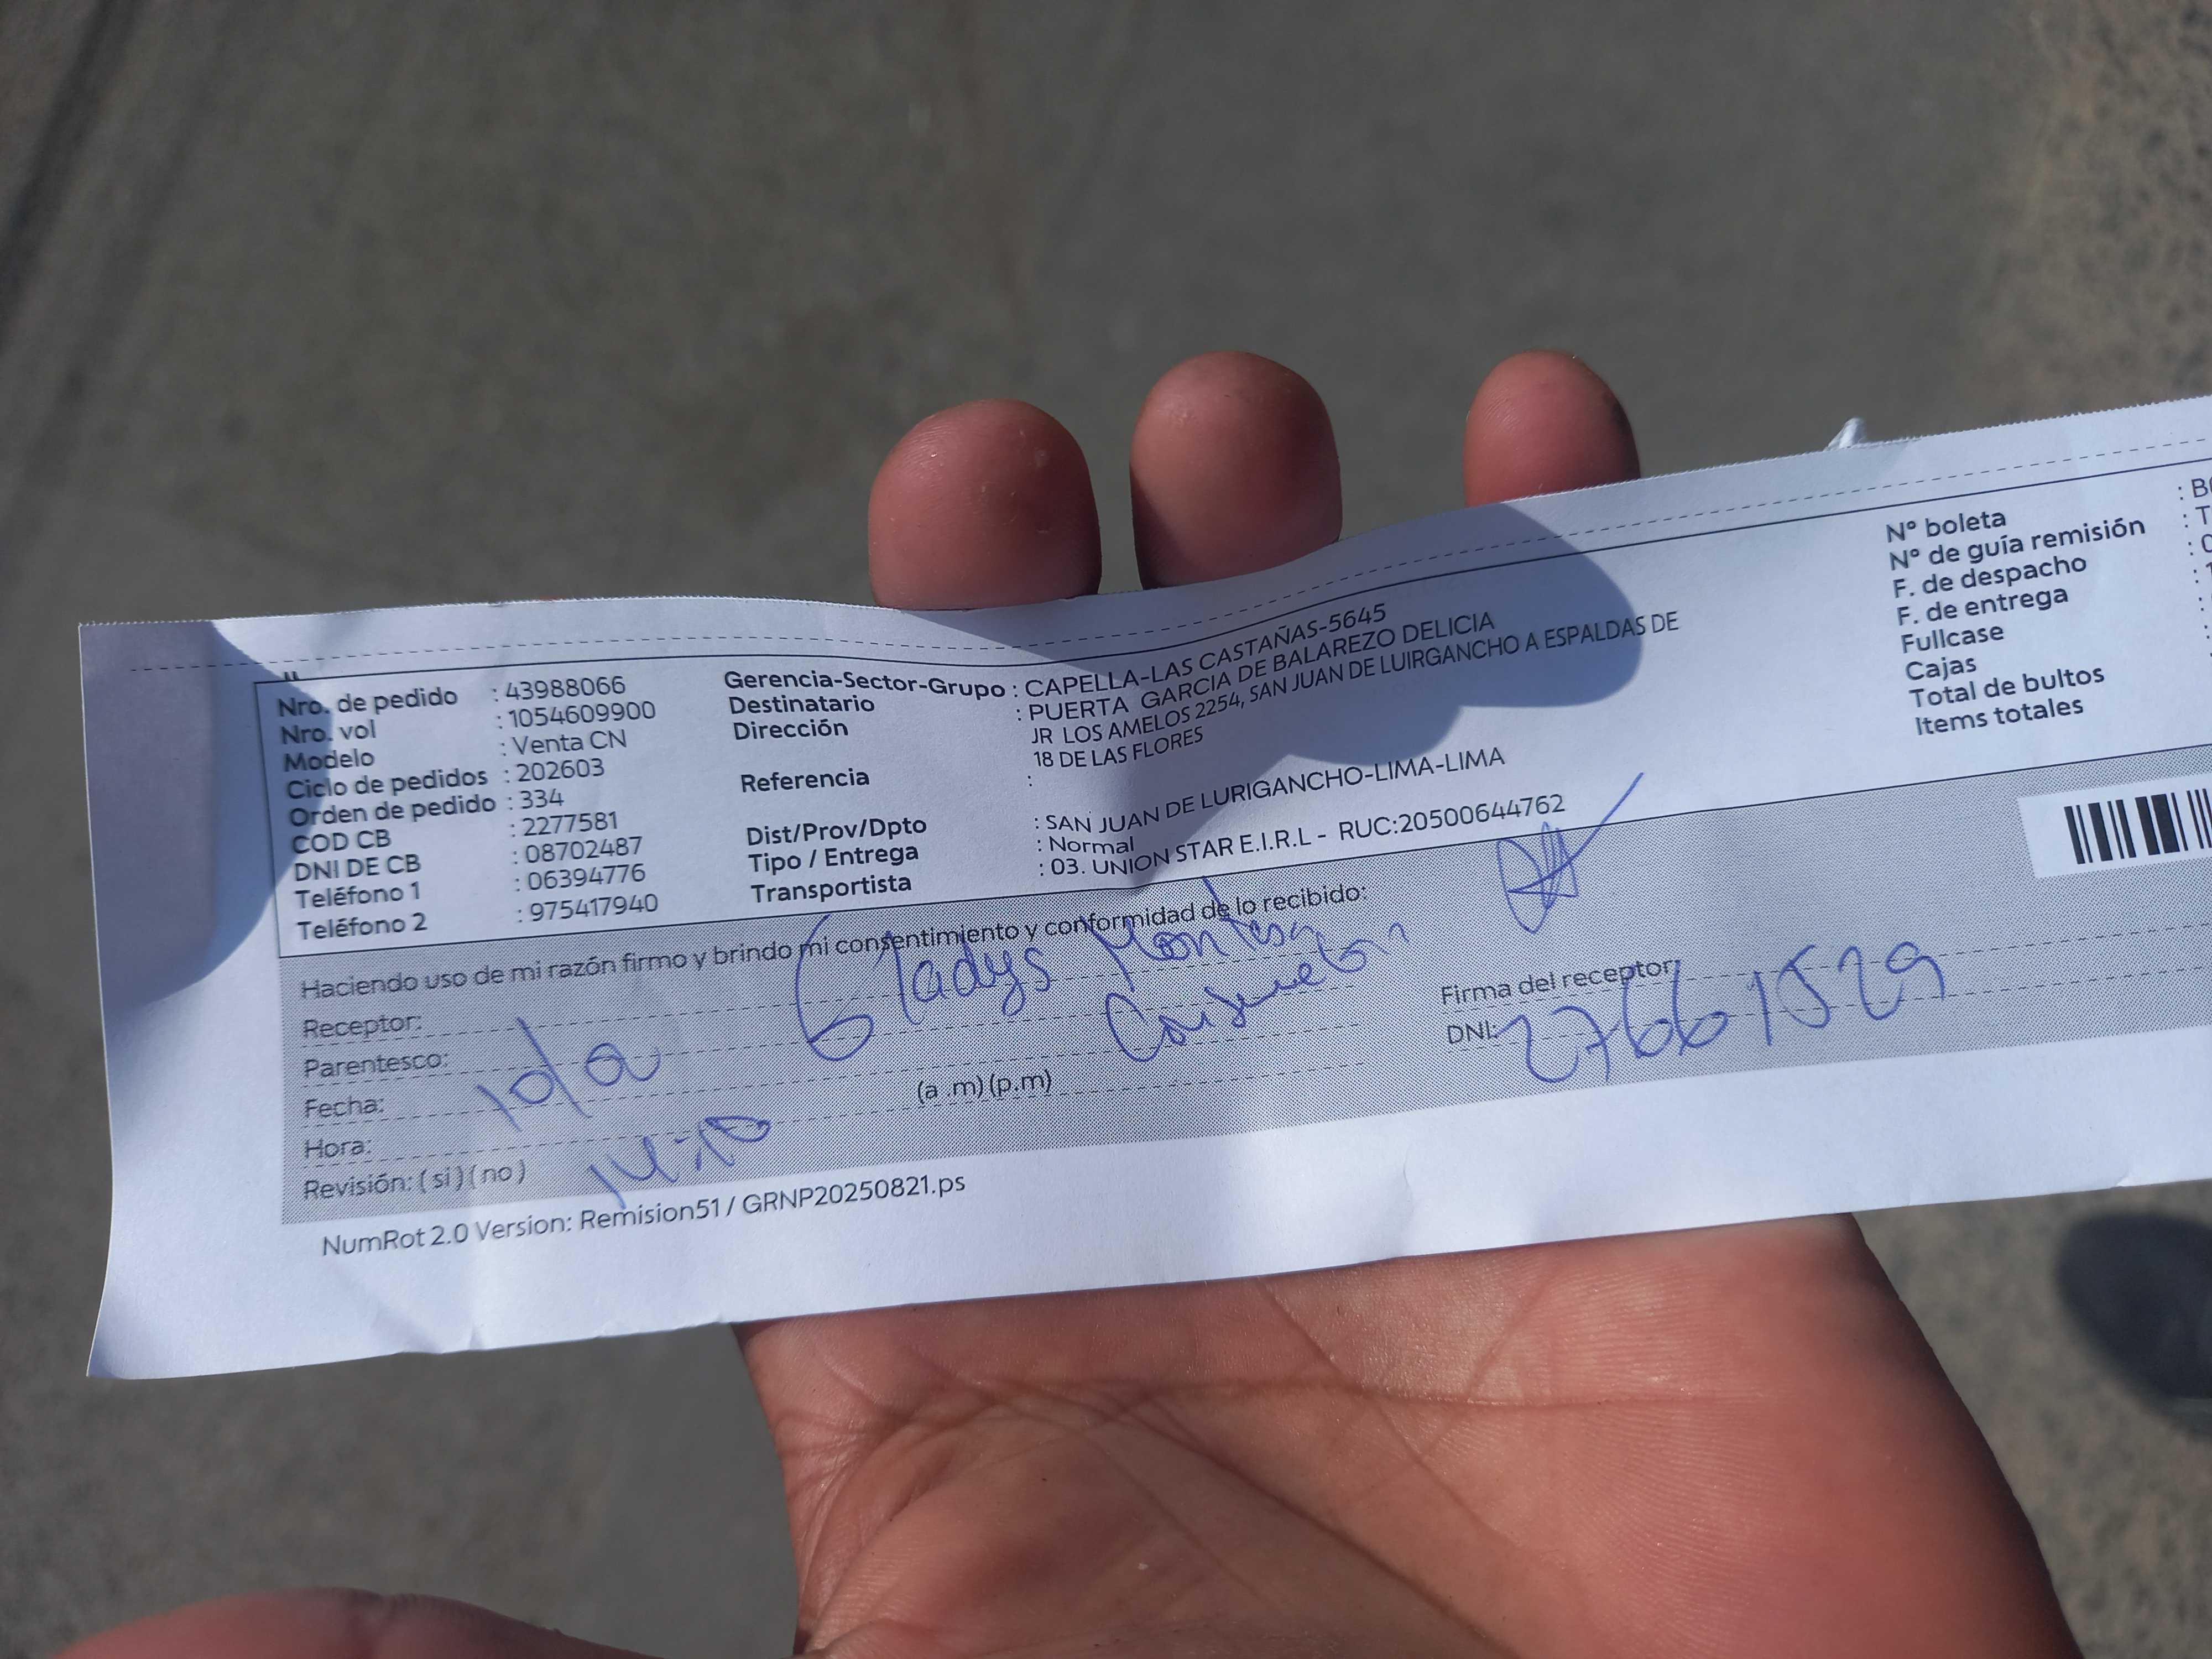 Nro. de pedido : 43988066
Nro. vol : 1054609900
Modelo : Venta CN
Ciclo de pedidos : 202603
Orden de pedido : 334
COD CB : 2277581
DNI DE CB : 08702487
Teléfono 1 : 06394776
Teléfono 2 : 975417940
Gerencia-Sector-Grupo : CAPELLA-LAS CASTAÑAS-5645
Destinatario : PUERTA GARCIA DE BALAREZO DELICIA
Dirección JR LOS AMELOS 2254, SAN JUAN DE LUIRGANCHO A ESPALDAS DE
18 DE LAS FLORES
Referencia :
Dist/Prov/Dpto : SAN JUAN DE LURIGANCHO-LIMA-LIMA
Tipo / Entrega : Normal
Transportista : 03. UNION STAR E.I.R.L - RUC:20500644762
N° boleta : B
N° de guía remisión : T
F. de despacho
F. de entrega
Fullcase
Cajas
Total de bultos
Items totales
Haciendo uso de mi razón firmo y brindo mi consentimiento y conformidad de lo recibido:
Receptor: Gladys
Parentesco: Consuelo
Fecha:
Hora: (a .m) (p.m)
Revisión: ( si ) ( no )
Firma del receptor:
DNI: 27661529
NumRot 2.0 Version: Remision51 / GRNP20250821.ps